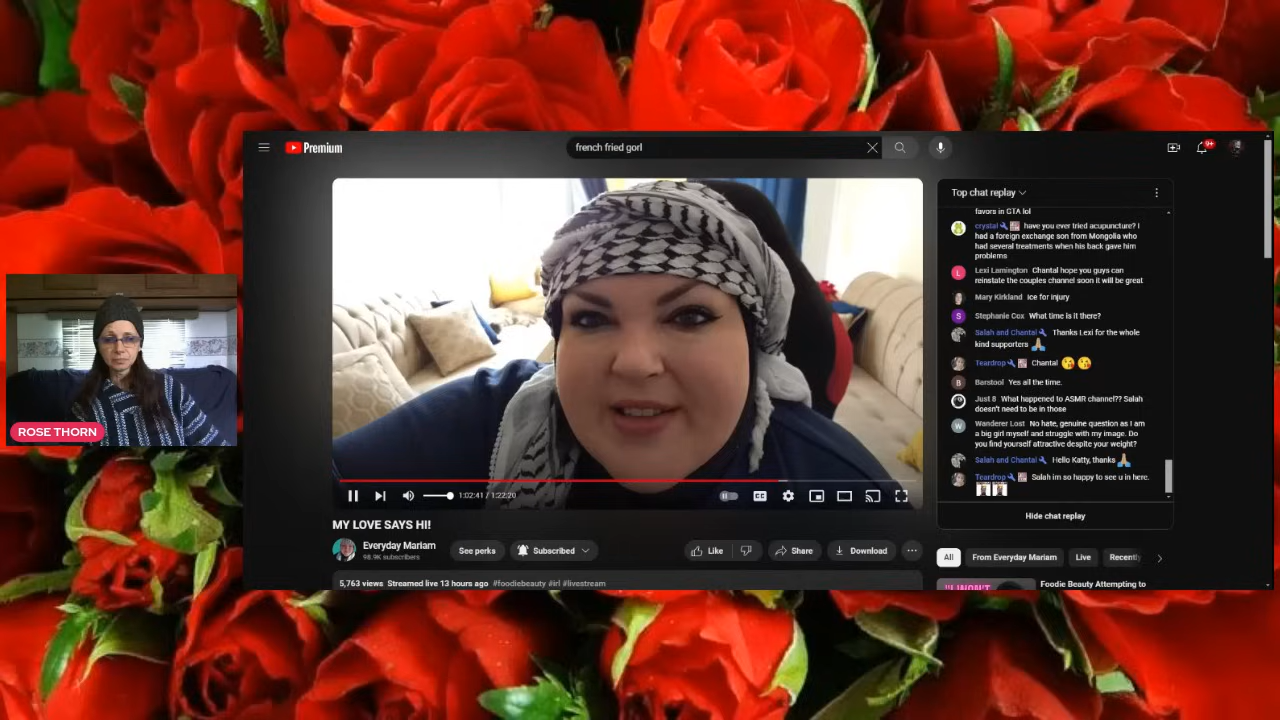 Premium
french fried gorl
9+
Top chat replay
favors in GTA lol
crystal have you ever tried acupuncture? I
had a foreign exchange son from Mongolia who
had several treatments when his back gave him
problems
Lexi Lamington Chantal hope you guys can
reinstate the couples channel soon it will be great
Mary Kirkland Ice for injury
Stephanie Cox What time is it there?
Salah and Chantal Thanks Lexi for the whole
kind supporters
Teardrop Chantal
Barstool Yes all the time.
Just 8 What happened to ASMR channel?? Salah
doesn't need to be in those
Wanderer Lost No hate, genuine question as I am
a big girl myself and struggle with my image. Do
you find yourself attractive despite your weight?
Salah and Chantal Hello Katty, thanks
Teardrop Salah im so happy to see u in here.
Hide chat replay
ROSE THORN
1:02:41 / 1:22:20
CC
MY LOVE SAYS HI!
Everyday Mariam
98.9K subscribers
See perks
Subscribed
Like
Share
Download
5,763 views Streamed live 13 hours ago #foodiebeauty #irl #livestream
All
From Everyday Mariam
Live
Recently
"I WON'T
Foodie Beauty Attempting to